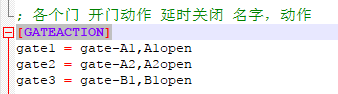 ; 各个门 开门动作 延时关闭 名字，动作
[GATEACTION]
gate1 = gate-A1,A1open
gate2 = gate-A2,A2open
gate3 = gate-B1,B1open